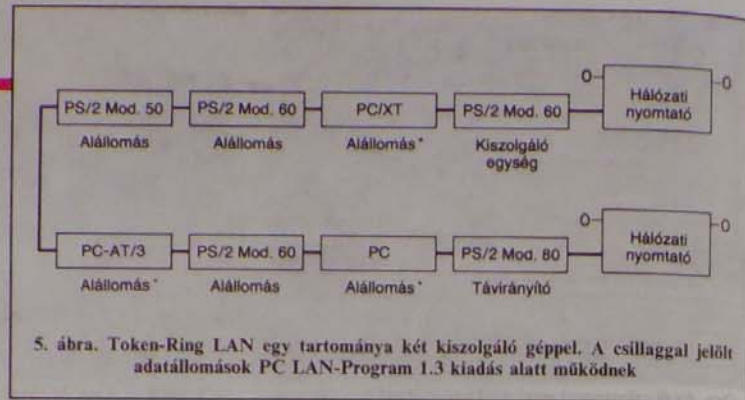 PS/2 Mod. 50 PS/2 Mod. 60 PC/XT PS/2 Mod. 60 Hálózati
nyomtató
Alállomás Alállomás Alállomás* Kiszolgáló
egység
PC-AT/3 PS/2 Mod. 60 PC PS/2 Mod. 80 Hálózati
nyomtató
Alállomás* Alállomás Alállomás* Távirányító
5. ábra. Token-Ring LAN egy tartománya két kiszolgáló géppel. A csillaggal jelölt
adatállomások PC LAN-Program 1.3 kiadás alatt működnek